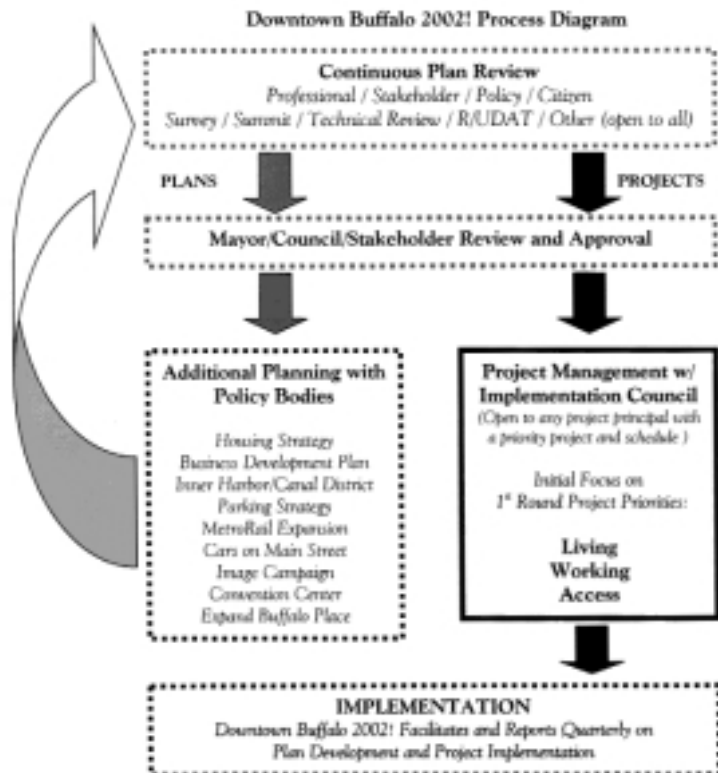 Downtown Buffalo 2002! Process Diagram
Continuous Plan Review
Professional / Stakeholder / Policy / Citizen
Survey / Summit / Technical Review / R/UDAT / Other (open to all)
PLANS
PROJECTS
Mayor/Council/Stakeholder Review and Approval
Additional Planning with
Policy Bodies
Housing Strategy
Business Development Plan
Inner Harbor/Canal District
Parking Strategy
MetroRail Expansion
Cars on Main Street
Image Campaign
Convention Center
Expand Buffalo Place
Project Management w/
Implementation Council
(Open to any project principal with
a priority project and schedule )
Initial Focus on
1st Round Project Priorities:
Living
Working
Access
IMPLEMENTATION
Downtown Buffalo 2002! Facilitates and Reports Quarterly on
Plan Development and Project Implementation